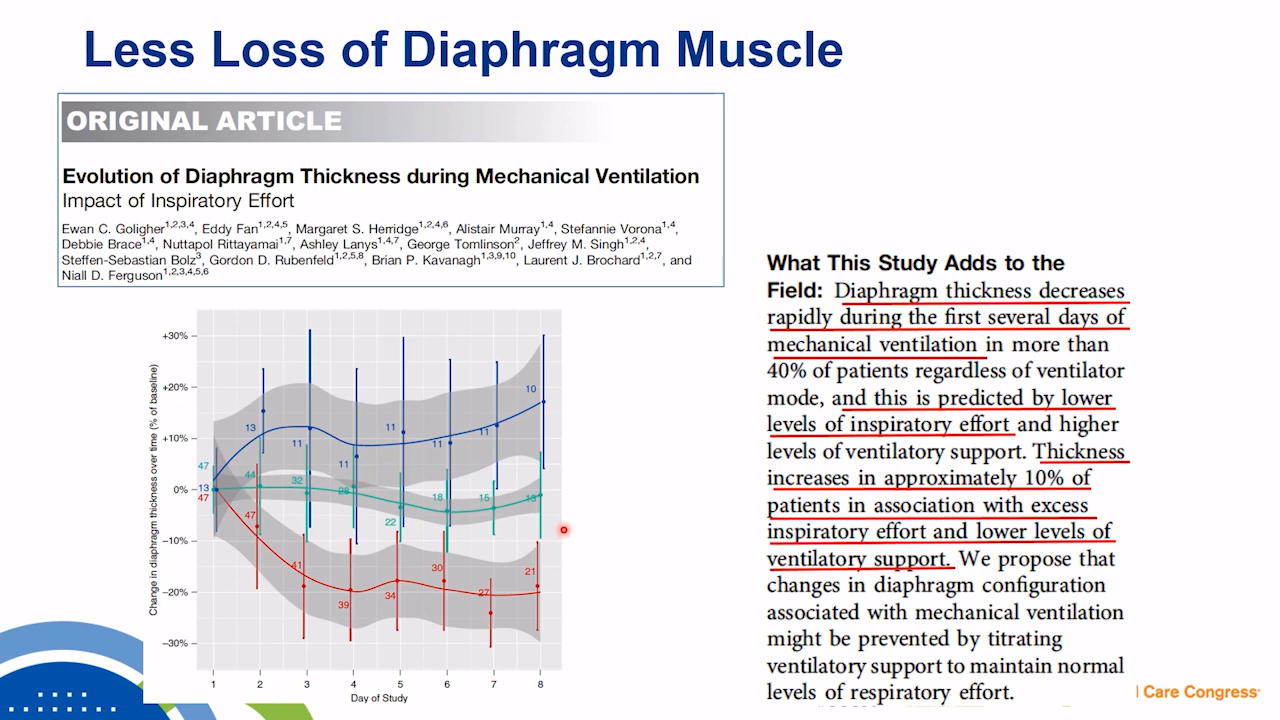 Less Loss of Diaphragm Muscle
ORIGINAL ARTICLE
Evolution of Diaphragm Thickness during Mechanical Ventilation
Impact of Inspiratory Effort
Ewan C. Goligher1,2,3,4, Eddy Fan1,2,4,5, Margaret S. Herridge1,2,4,6, Alistair Murray1,4, Stefannie Vorona1,4,
Debbie Brace1,4, Nuttapol Rittayamai1,7, Ashley Lanys1,4,7, George Tomlinson2, Jeffrey M. Singh1,2,4,
Steffen-Sebastian Bolz3, Gordon D. Rubenfeld1,2,5,8, Brian P. Kavanagh1,3,9,10, Laurent J. Brochard1,2,7, and
Niall D. Ferguson1,2,3,4,5,6
Change in diaphragm thickness over time (% of baseline)
+30%
+20%
+10%
0%
−10%
−20%
−30%
47
13
47
13
44
47
11
32
41
11
28
39
11
22
34
11
18
30
11
15
27
10
13
21
1 2 3 4 5 6 7 8
Day of Study
What This Study Adds to the
Field: Diaphragm thickness decreases
rapidly during the first several days of
mechanical ventilation in more than
40% of patients regardless of ventilator
mode, and this is predicted by lower
levels of inspiratory effort and higher
levels of ventilatory support. Thickness
increases in approximately 10% of
patients in association with excess
inspiratory effort and lower levels of
ventilatory support. We propose that
changes in diaphragm configuration
associated with mechanical ventilation
might be prevented by titrating
ventilatory support to maintain normal
levels of respiratory effort.
Care Congress